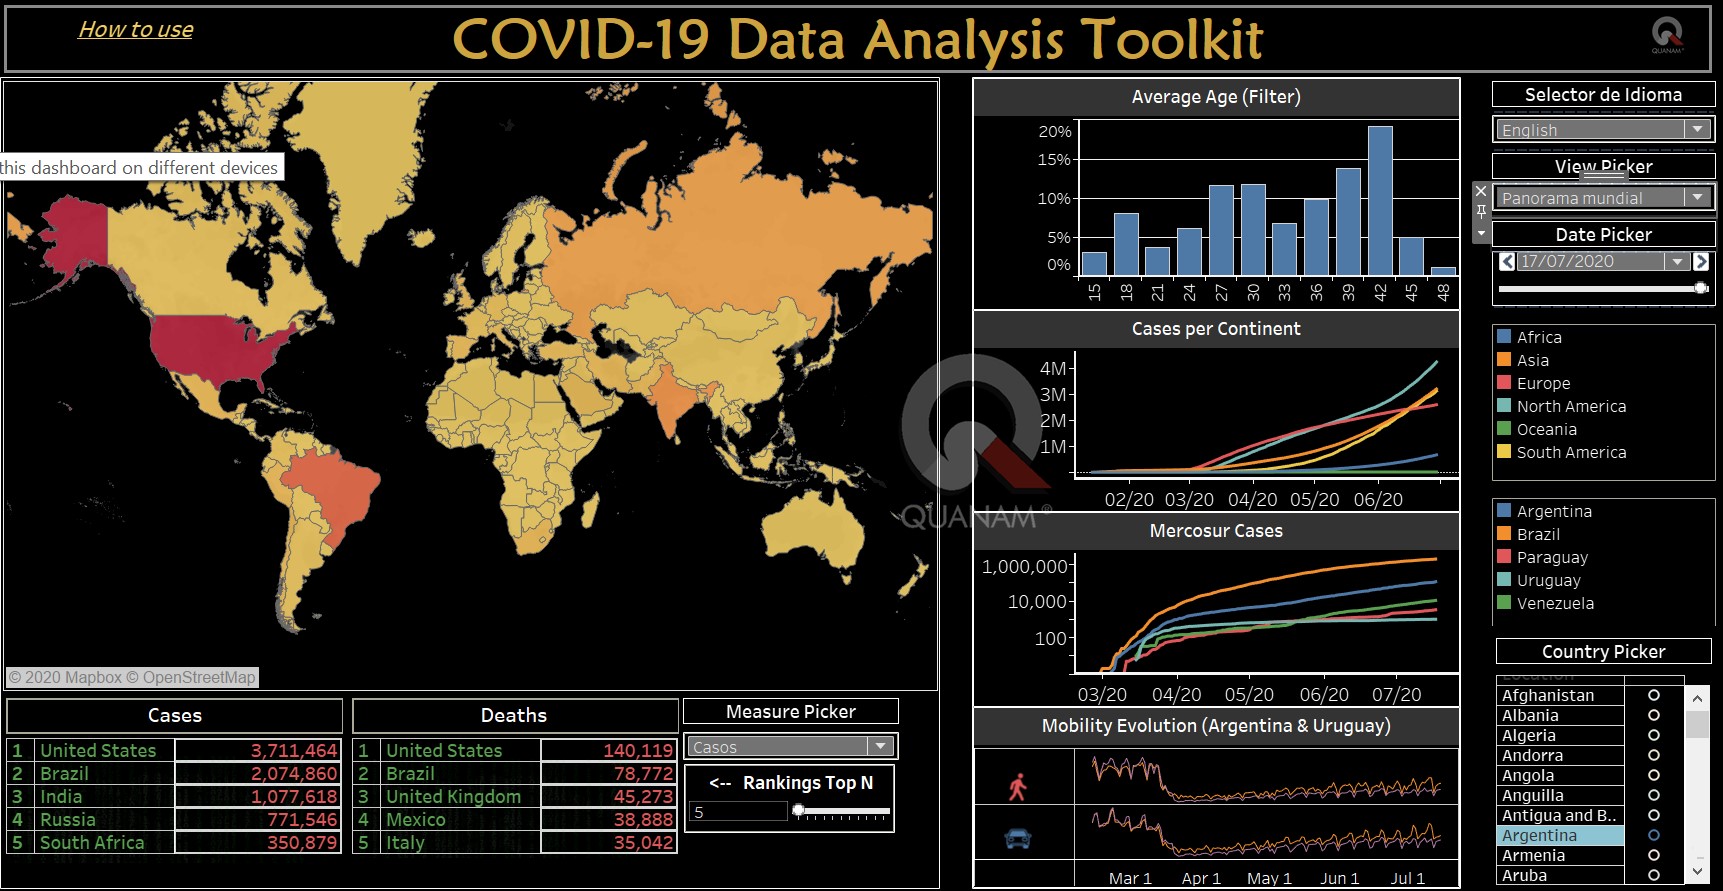 How to use
COVID-19 Data Analysis Toolkit
QUANAM
this dashboard on different devices
© 2020 Mapbox © OpenStreetMap
Cases
1 United States 3,711,464
2 Brazil 2,074,860
3 India 1,077,618
4 Russia 771,546
5 South Africa 350,879
Deaths
1 United States 140,119
2 Brazil 78,772
3 United Kingdom 45,273
4 Mexico 38,888
5 Italy 35,042
Measure Picker
Casos
<-- Rankings Top N
5
Average Age (Filter)
20%
15%
10%
5%
0%
15 18 21 24 27 30 33 36 39 42 45 48
Cases per Continent
4M
3M
2M
1M
02/20 03/20 04/20 05/20 06/20
QUANAM®
Mercosur Cases
1,000,000
10,000
100
03/20 04/20 05/20 06/20 07/20
Mobility Evolution (Argentina & Uruguay)
Mar 1 Apr 1 May 1 Jun 1 Jul 1
Selector de Idioma
English
View Picker
Panorama mundial
Date Picker
17/07/2020
Africa
Asia
Europe
North America
Oceania
South America
Argentina
Brazil
Paraguay
Uruguay
Venezuela
Country Picker
Location
Afghanistan
Albania
Algeria
Andorra
Angola
Anguilla
Antigua and B..
Argentina
Armenia
Aruba